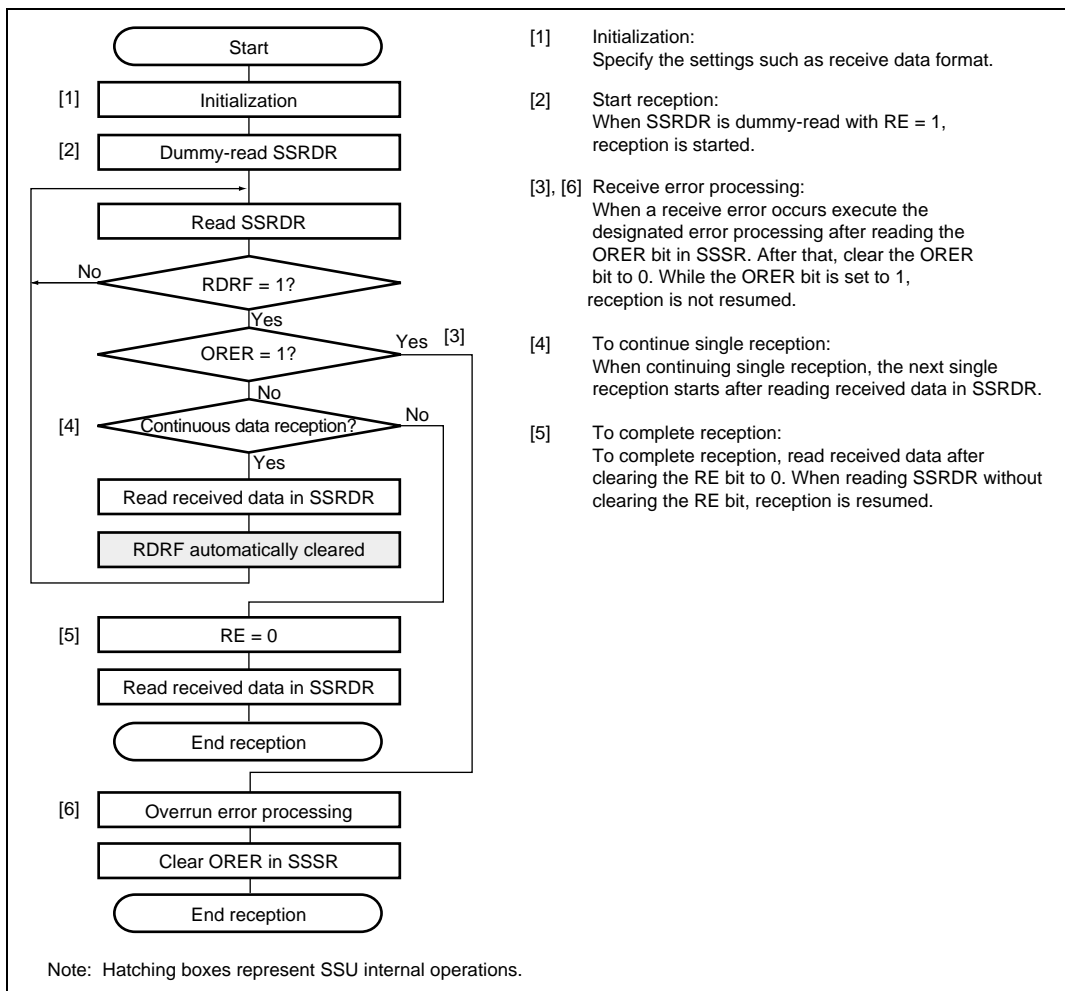 Start
[1] Initialization
[2] Dummy-read SSRDR
Read SSRDR
No
RDRF = 1?
Yes
ORER = 1?
Yes [3]
No
[4] Continuous data reception?
No
Yes
Read received data in SSRDR
RDRF automatically cleared
[5] RE = 0
Read received data in SSRDR
End reception
[6] Overrun error processing
Clear ORER in SSSR
End reception
[1] Initialization:
Specify the settings such as receive data format.
[2] Start reception:
When SSRDR is dummy-read with RE = 1,
reception is started.
[3], [6] Receive error processing:
When a receive error occurs execute the
designated error processing after reading the
ORER bit in SSSR. After that, clear the ORER
bit to 0. While the ORER bit is set to 1,
reception is not resumed.
[4] To continue single reception:
When continuing single reception, the next single
reception starts after reading received data in SSRDR.
[5] To complete reception:
To complete reception, read received data after
clearing the RE bit to 0. When reading SSRDR without
clearing the RE bit, reception is resumed.
Note: Hatching boxes represent SSU internal operations.